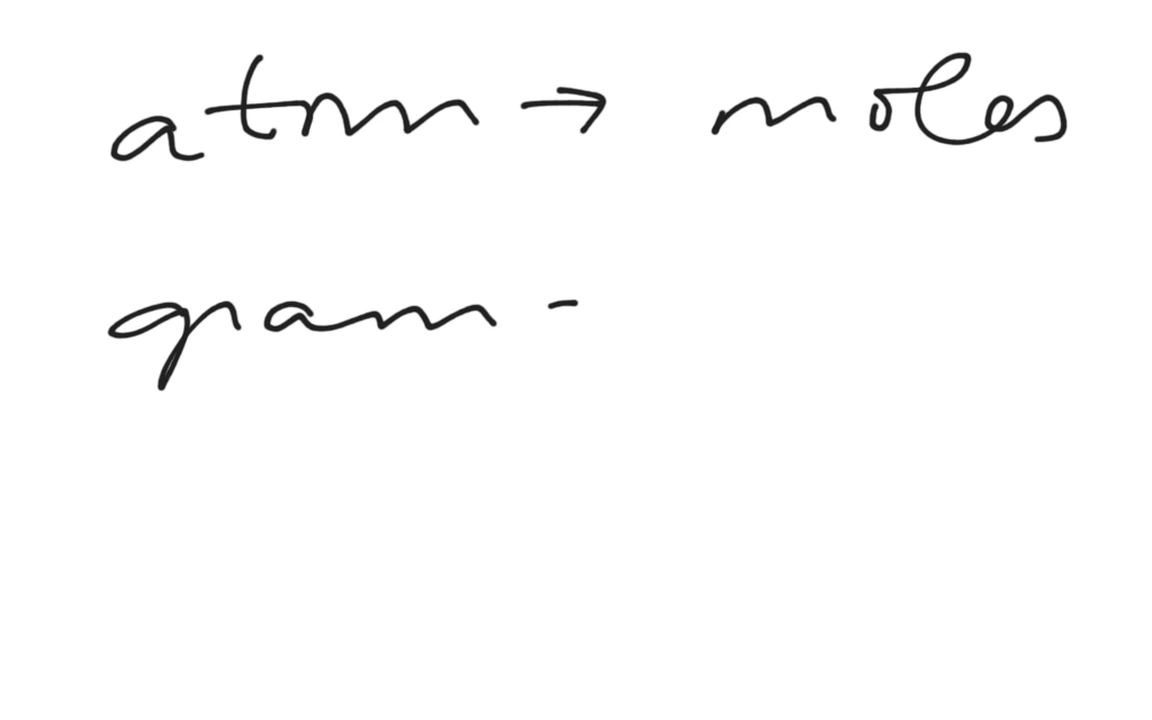 atm → moles
gram -